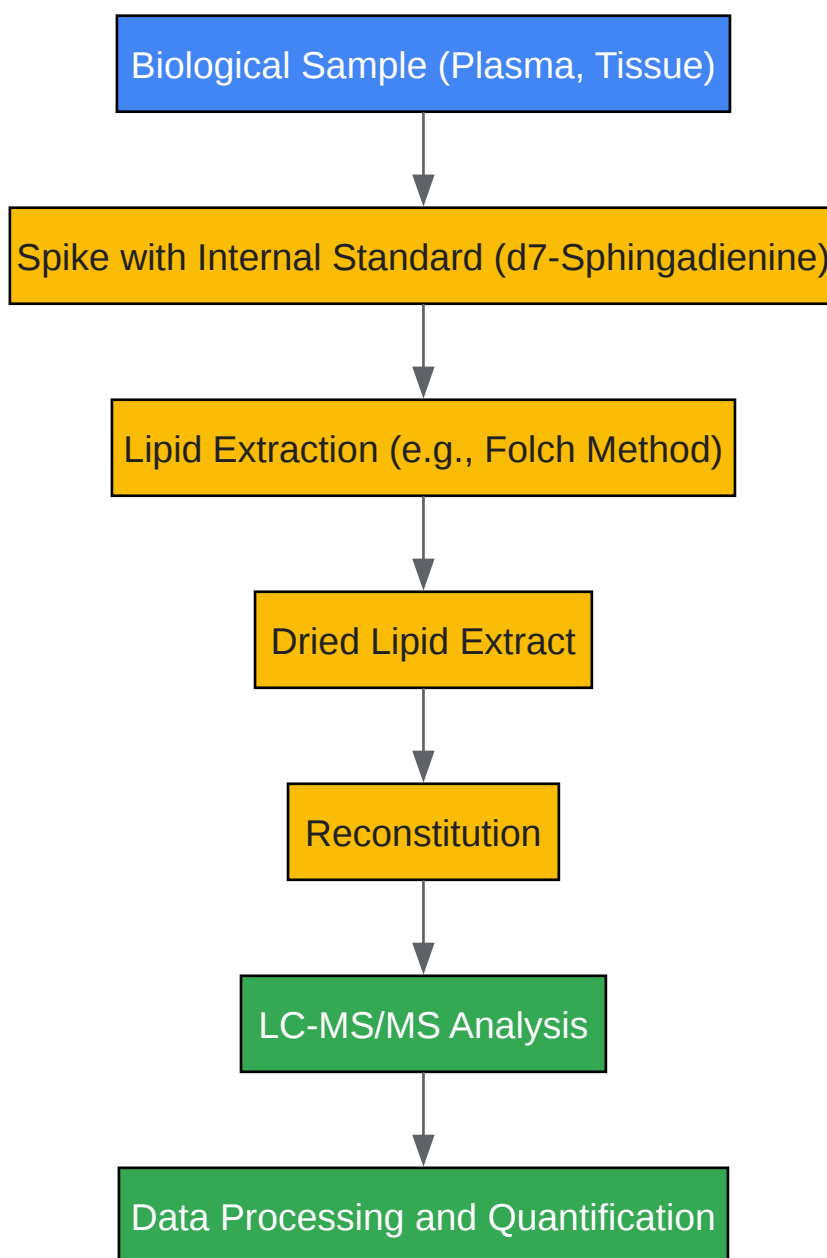 Biological Sample (Plasma, Tissue)
Spike with Internal Standard (d7-Sphingadienine)
Lipid Extraction (e.g., Folch Method)
Dried Lipid Extract
Reconstitution
LC-MS/MS Analysis
Data Processing and Quantification